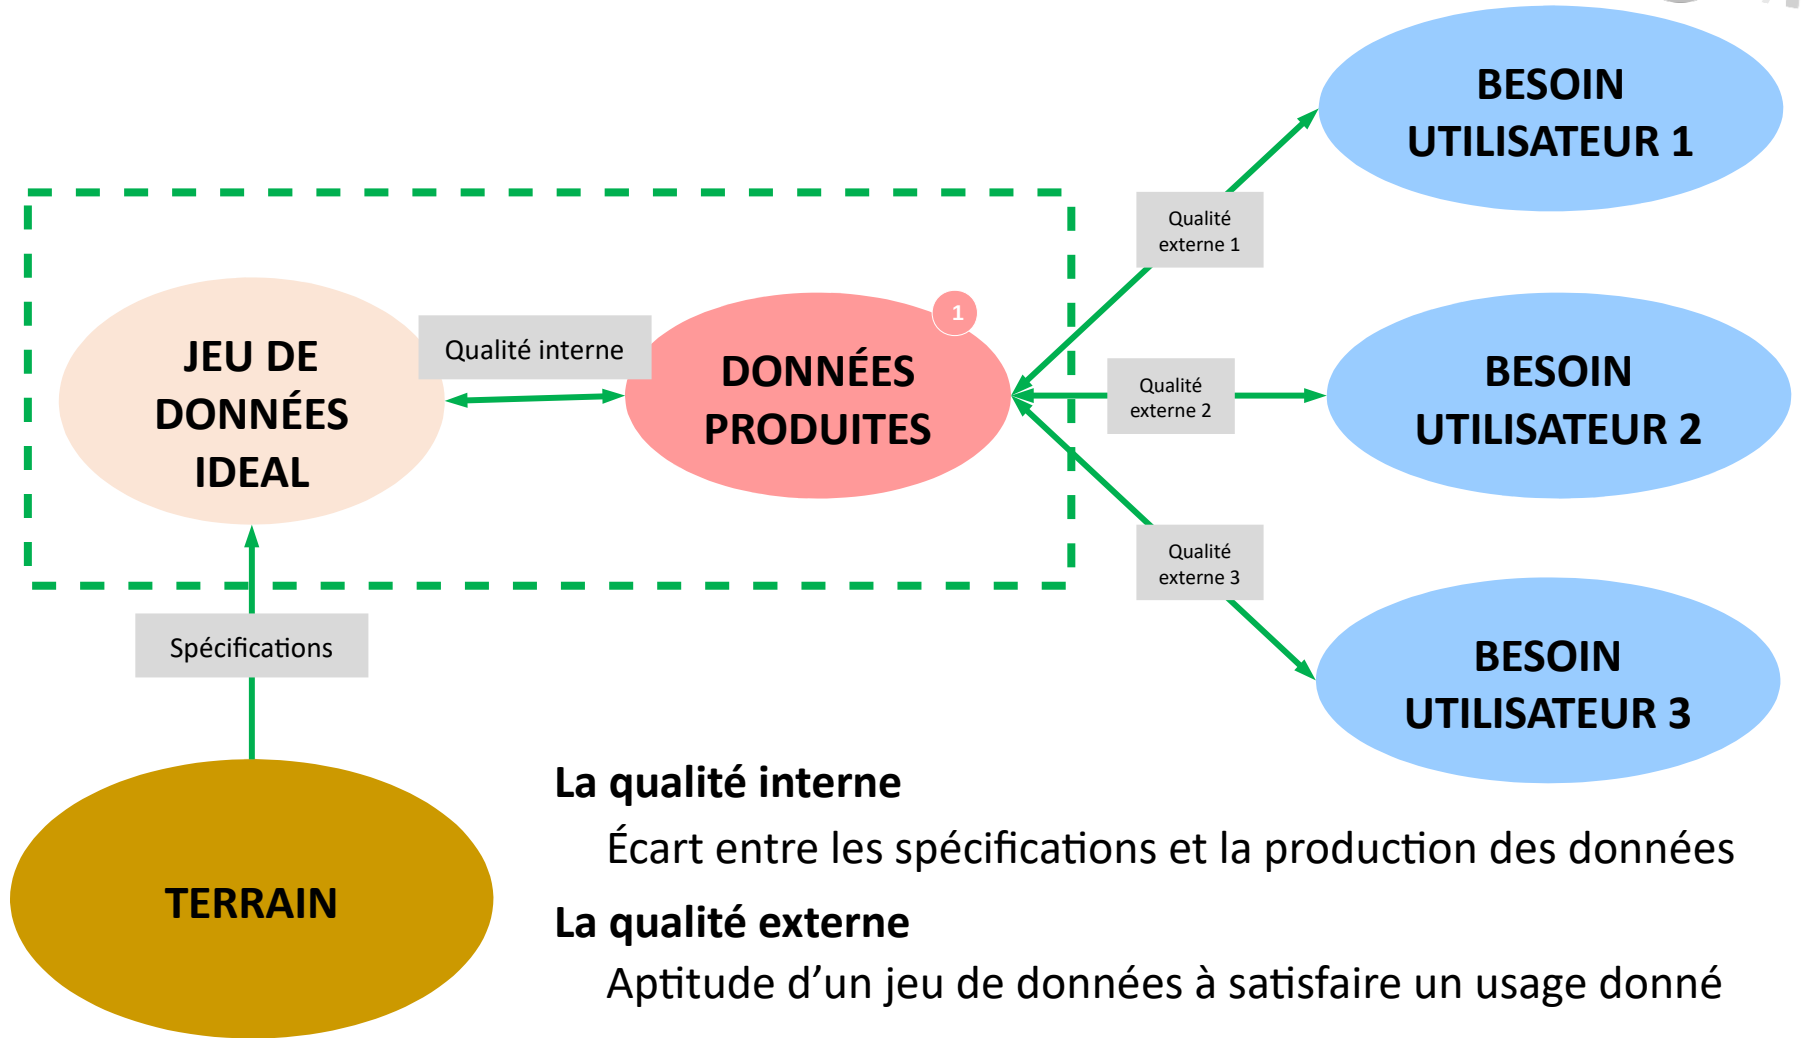 BESOIN
UTILISATEUR 1
Qualité
externe 1
JEU DE
DONNÉES
IDEAL
Qualité interne
1
DONNÉES
PRODUITES
Qualité
externe 2
BESOIN
UTILISATEUR 2
Qualité
externe 3
Spécifications
BESOIN
UTILISATEUR 3
TERRAIN
La qualité interne
Écart entre les spécifications et la production des données
La qualité externe
Aptitude d’un jeu de données à satisfaire un usage donné